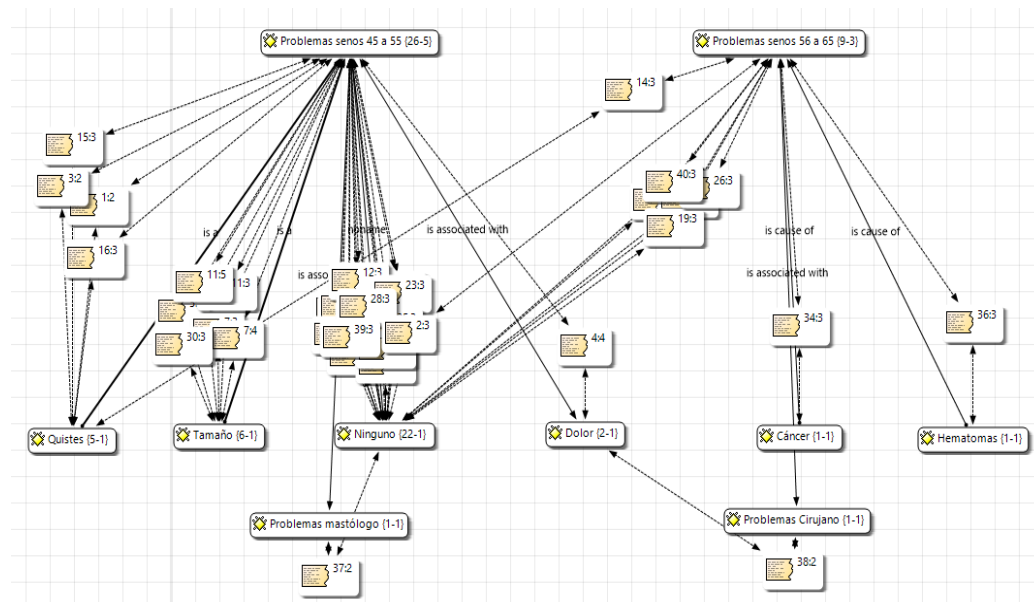 Problemas senos 45 a 55 {26-5}
Problemas senos 56 a 65 {9-3}
14:3
15:3
3:2
1:2
40:3
26:3
19:3
is a
is a
noname
is associated with
is cause of
is cause of
16:3
11:5
11:3
is asso
12:3
23:3
is associated with
28:3
30:3
7:4
39:3
2:3
4:4
34:3
36:3
Quistes {5-1}
Tamaño {6-1}
Ninguno {22-1}
Dolor {2-1}
Cáncer {1-1}
Hematomas {1-1}
Problemas mastólogo {1-1}
Problemas Cirujano {1-1}
37:2
38:2